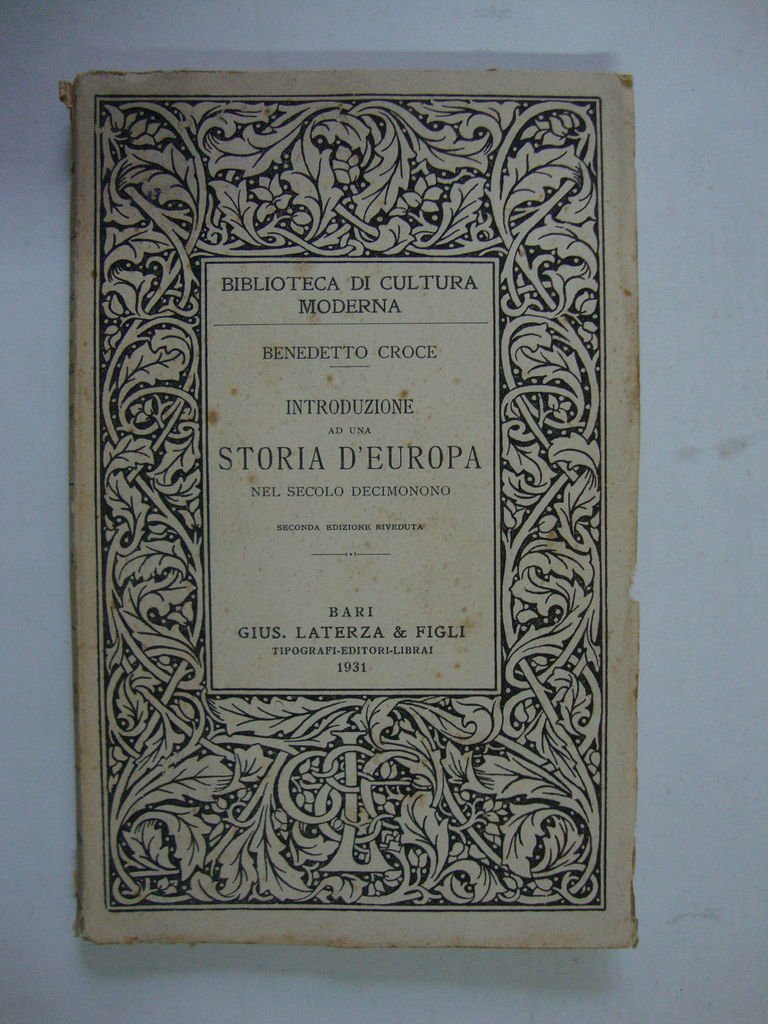 BIBLIOTECA DI CULTURA
MODERNA
BENEDETTO CROCE
INTRODUZIONE
AD UNA
STORIA D'EUROPA
NEL SECOLO DECIMONONO
SECONDA EDIZIONE RIVEDUTA
BARI
GIUS. LATERZA & FIGLI
TIPOGRAFI-EDITORI-LIBRAI
1931